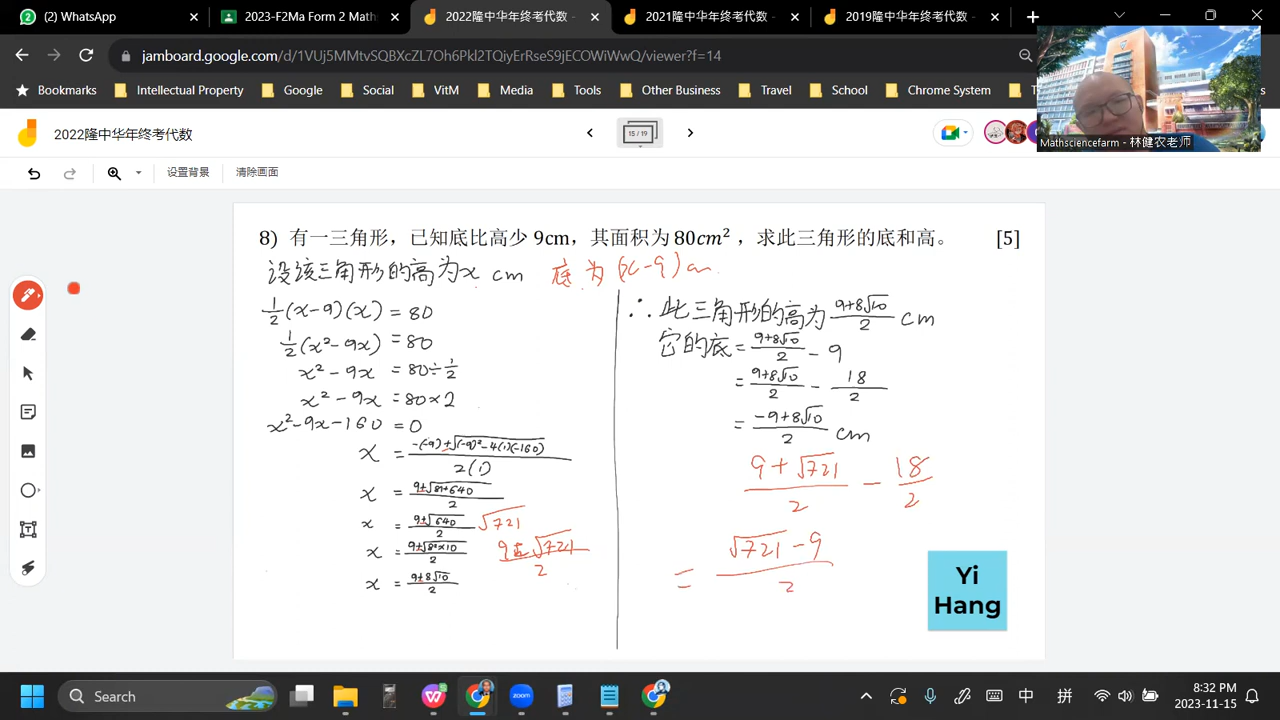 (2) WhatsApp
2023-F2Ma Form 2 Math
2022隆中华年终考代数 -
2021隆中华年终考代数 -
2019隆中华年终考代数 -
Bookmarks
Intellectual Property
Google
Social
VitM
Media
Tools
Other Business
Travel
School
Chrome System
Mathsciencefarm - 林健农老师
2022隆中华年终考代数
15 / 19
设置背景
清除画面
8) 有一三角形，已知底比高少 9cm，其面积为 80cm²，求此三角形的底和高。 [5]
设该三角形的高为x cm 底为(x-9)cm
½(x-9)(x) = 80
½(x²-9x) = 80
x²-9x = 80÷½
x²-9x = 80×2
x²-9x-160 = 0
x = -(-9)±√(-9)²-4(1)(-160) / 2(1)
x = 9±√81+640 / 2
x = 9±√640 / 2 √721
x = 9±√8²×10 / 2 9±√721 / 2
x = 9+8√10 / 2
∴ 此三角形的高为 9+8√10 / 2 cm
它的底 = 9+8√10 / 2 - 9
= 9+8√10 / 2 - 18 / 2
= -9+8√10 / 2 cm
9+√721 / 2 - 18 / 2
= √721-9 / 2
Yi
Hang
Search
中
拼
8:32 PM
2023-11-15